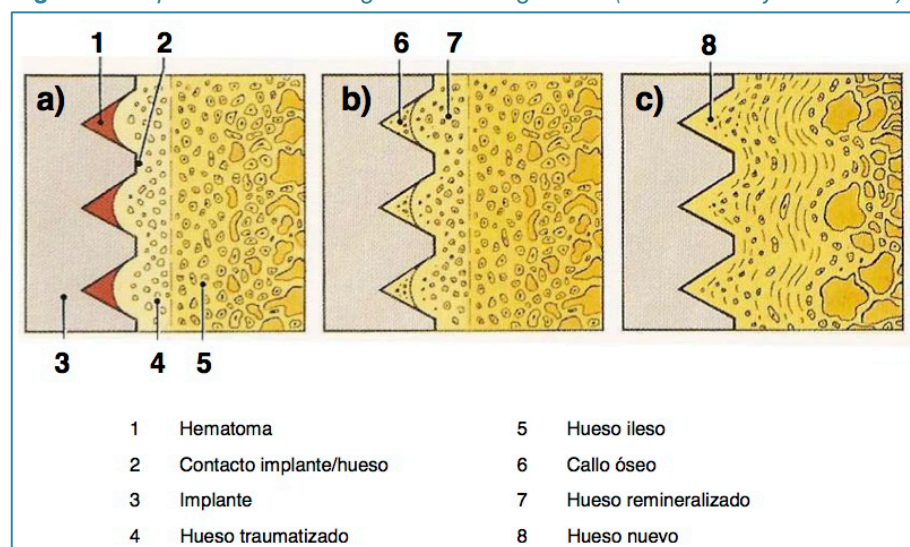 1 2 6 7 8
a) b) c)
3 4 5
1 Hematoma 5 Hueso ileso
2 Contacto implante/hueso 6 Callo óseo
3 Implante 7 Hueso remineralizado
4 Hueso traumatizado 8 Hueso nuevo